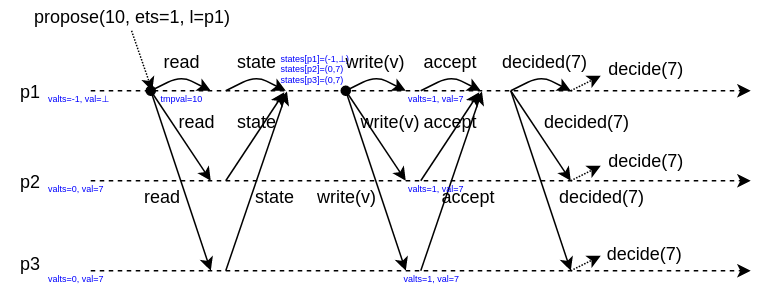 propose(10, ets=1, l=p1)
read
state
states[p1]=(-1,⊥)
states[p2]=(0,7)
states[p3]=(0,7)
write(v)
accept
decided(7)
decide(7)
p1
valts=-1, val=⊥
tmpval=10
valts=1, val=7
read
state
write(v)
accept
decided(7)
decide(7)
p2
valts=0, val=7
valts=1, val=7
read
state
write(v)
accept
decided(7)
decide(7)
p3
valts=0, val=7
valts=1, val=7